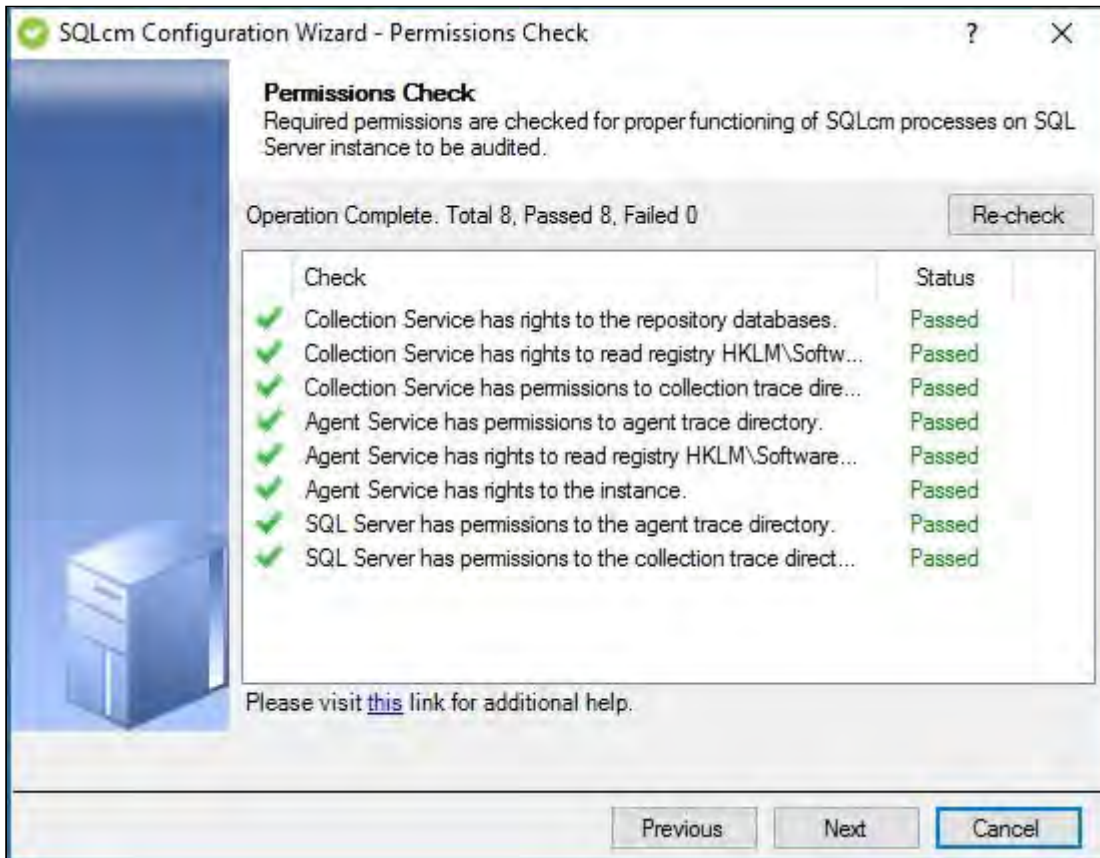 SQLcm Configuration Wizard - Permissions Check
?
Permissions Check
Required permissions are checked for proper functioning of SQLcm processes on SQL
Server instance to be audited.
Operation Complete. Total 8, Passed 8, Failed 0
Re-check
Check Status
Collection Service has rights to the repository databases. Passed
Collection Service has rights to read registry HKLM\Softw... Passed
Collection Service has permissions to collection trace dire... Passed
Agent Service has permissions to agent trace directory. Passed
Agent Service has rights to read registry HKLM\Software... Passed
Agent Service has rights to the instance. Passed
SQL Server has permissions to the agent trace directory. Passed
SQL Server has permissions to the collection trace direct... Passed
Please visit this link for additional help.
Previous Next Cancel